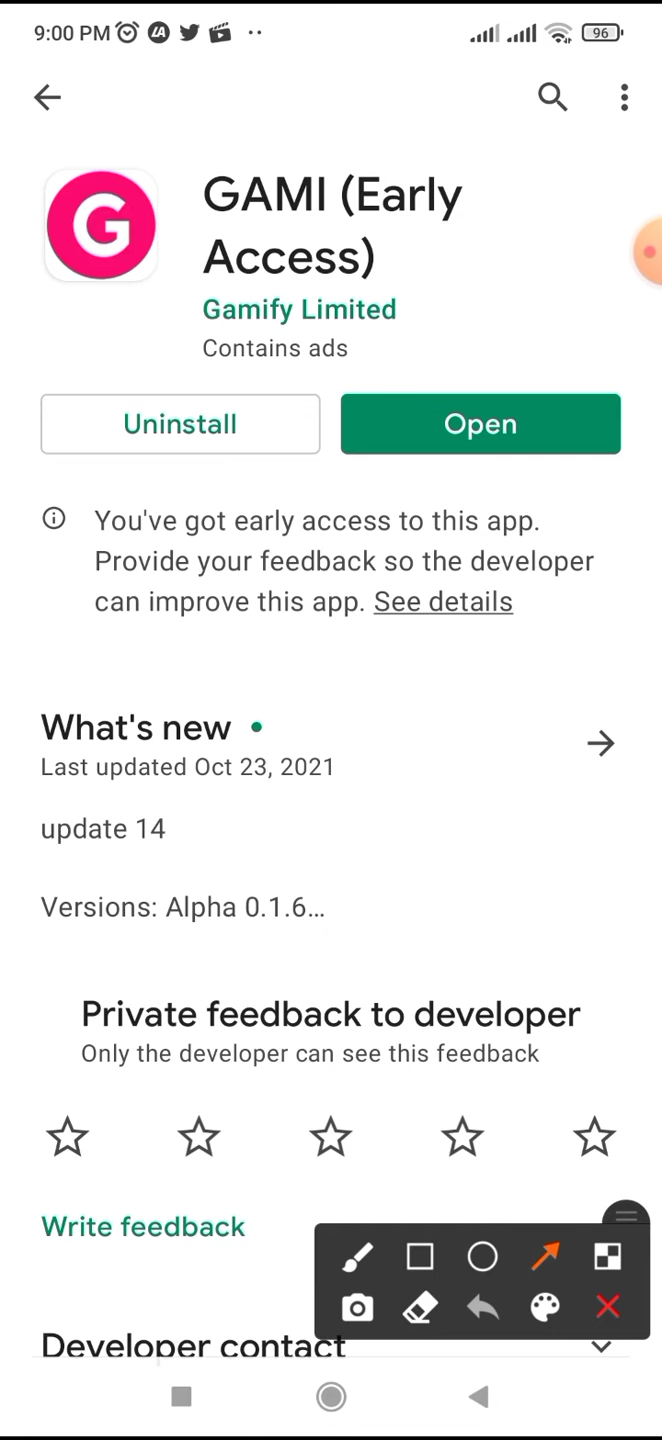 9:00 PM
96
G
GAMI (Early
Access)
Gamify Limited
Contains ads
Uninstall
Open
You've got early access to this app.
Provide your feedback so the developer
can improve this app. See details
What's new
Last updated Oct 23, 2021
update 14
Versions: Alpha 0.1.6...
Private feedback to developer
Only the developer can see this feedback
Write feedback
Developer contact